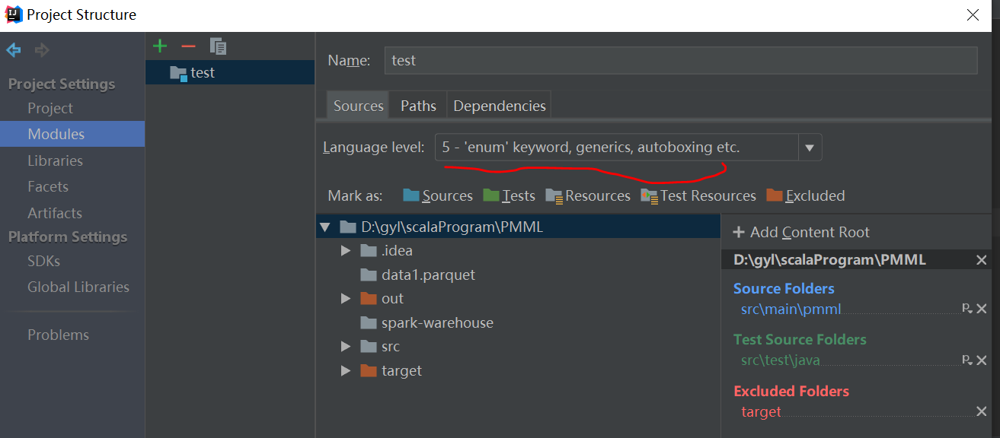 IJ Project Structure
Project Settings
Project
Modules
Libraries
Facets
Artifacts
Platform Settings
SDKs
Global Libraries
Problems
test
Name: test
Sources Paths Dependencies
Language level: 5 - 'enum' keyword, generics, autoboxing etc.
Mark as: Sources Tests Resources Test Resources Excluded
D:\gyl\scalaProgram\PMML
.idea
data1.parquet
out
spark-warehouse
src
target
+ Add Content Root
D:\gyl\scalaProgram\PMML
Source Folders
src\main\pmml
Test Source Folders
src\test\java
Excluded Folders
target